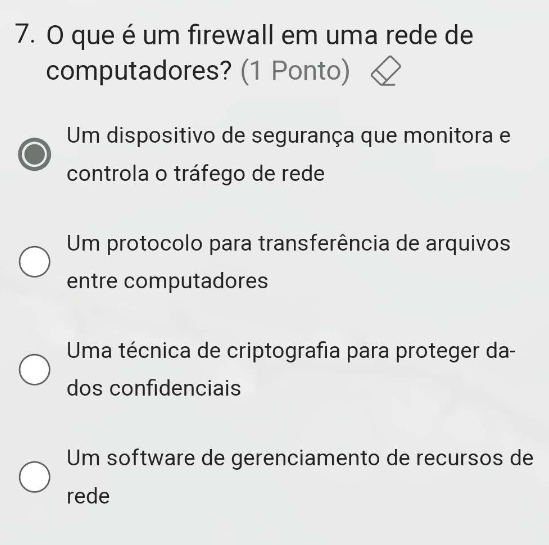 7. O que é um firewall em uma rede de
computadores? (1 Ponto)
Um dispositivo de segurança que monitora e
controla o tráfego de rede
Um protocolo para transferência de arquivos
entre computadores
Uma técnica de criptografia para proteger da-
dos confidenciais
Um software de gerenciamento de recursos de
rede